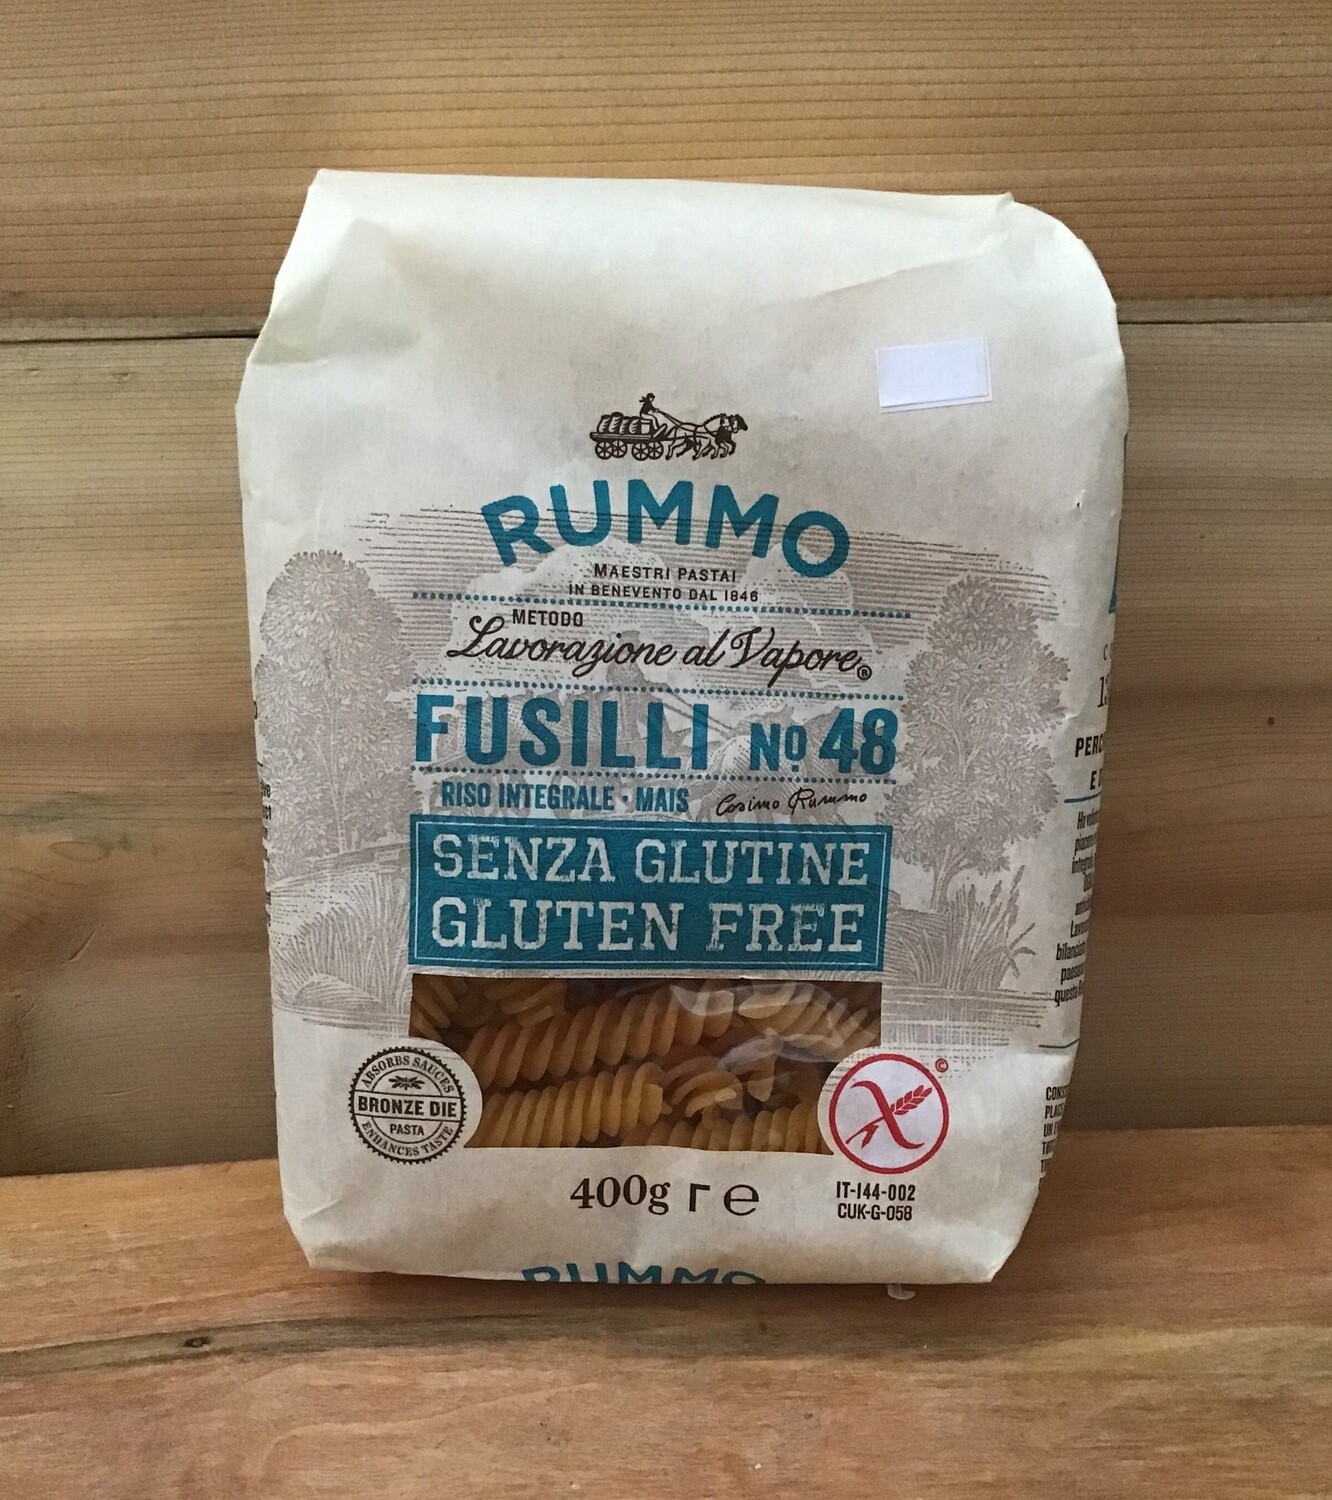 RUMMO
MAESTRI PASTAI
IN BENEVENTO DAL 1846
METODO
Lavorazione al Vapore®
FUSILLI Nº 48
RISO INTEGRALE · MAIS Cosimo Rummo
SENZA GLUTINE
GLUTEN FREE
ABSORBS SAUCES
BRONZE DIE
PASTA
ENHANCES TASTE
©
400g г e
IT-144-002
CUK-G-058
RUMMO